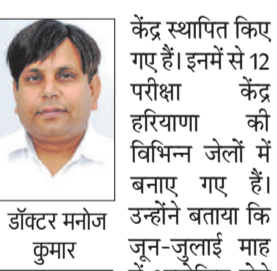 केंद्र स्थापित किए
गए हैं। इनमें से 12
परीक्षा केंद्र
हरियाणा की
विभिन्न जेलों में
बनाए गए हैं।
उन्होंने बताया कि
जून-जुलाई माह
डॉक्टर मनोज
कुमार